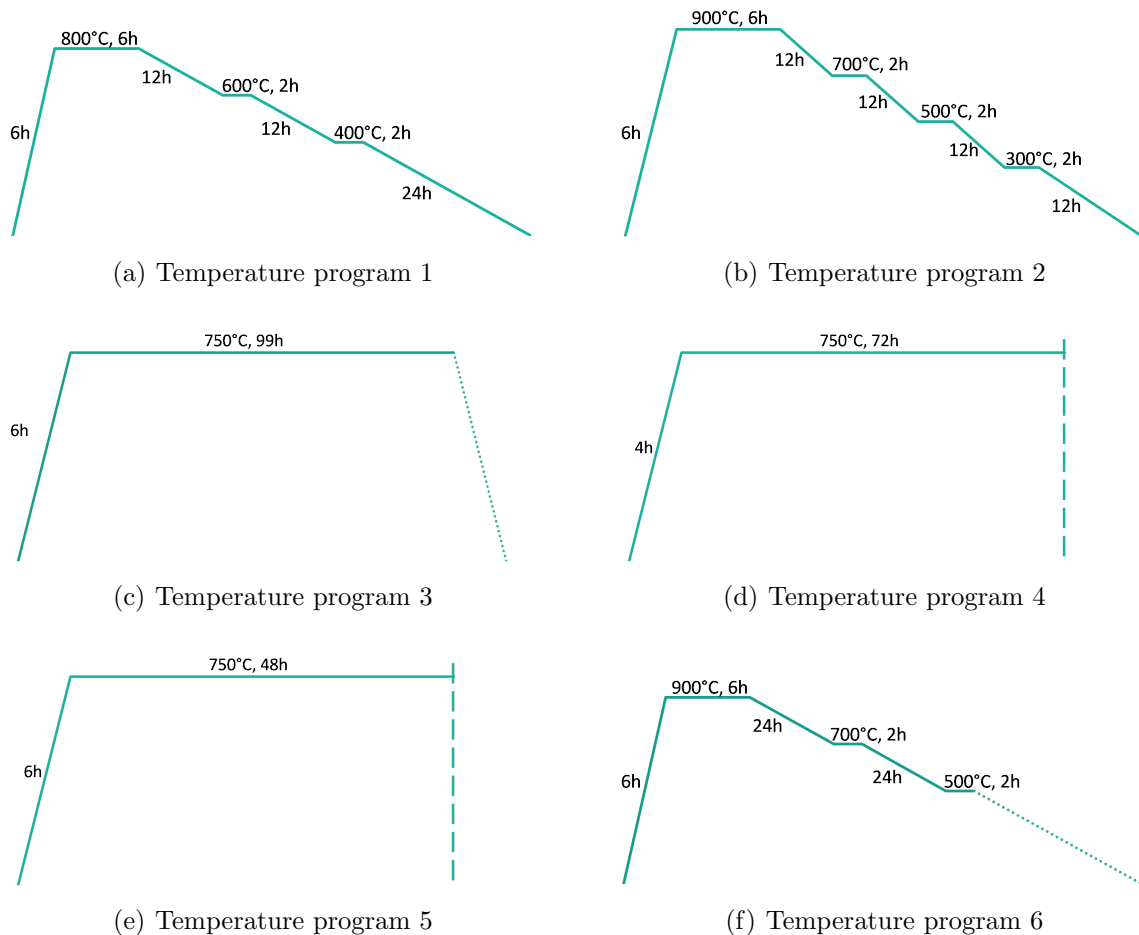 800°C, 6h
12h
600°C, 2h
6h
12h
400°C, 2h
24h
(a) Temperature program 1
900°C, 6h
12h
700°C, 2h
12h
500°C, 2h
6h
12h
300°C, 2h
12h
(b) Temperature program 2
750°C, 99h
6h
(c) Temperature program 3
750°C, 72h
4h
(d) Temperature program 4
750°C, 48h
6h
(e) Temperature program 5
900°C, 6h
24h
700°C, 2h
6h
24h
500°C, 2h
(f) Temperature program 6